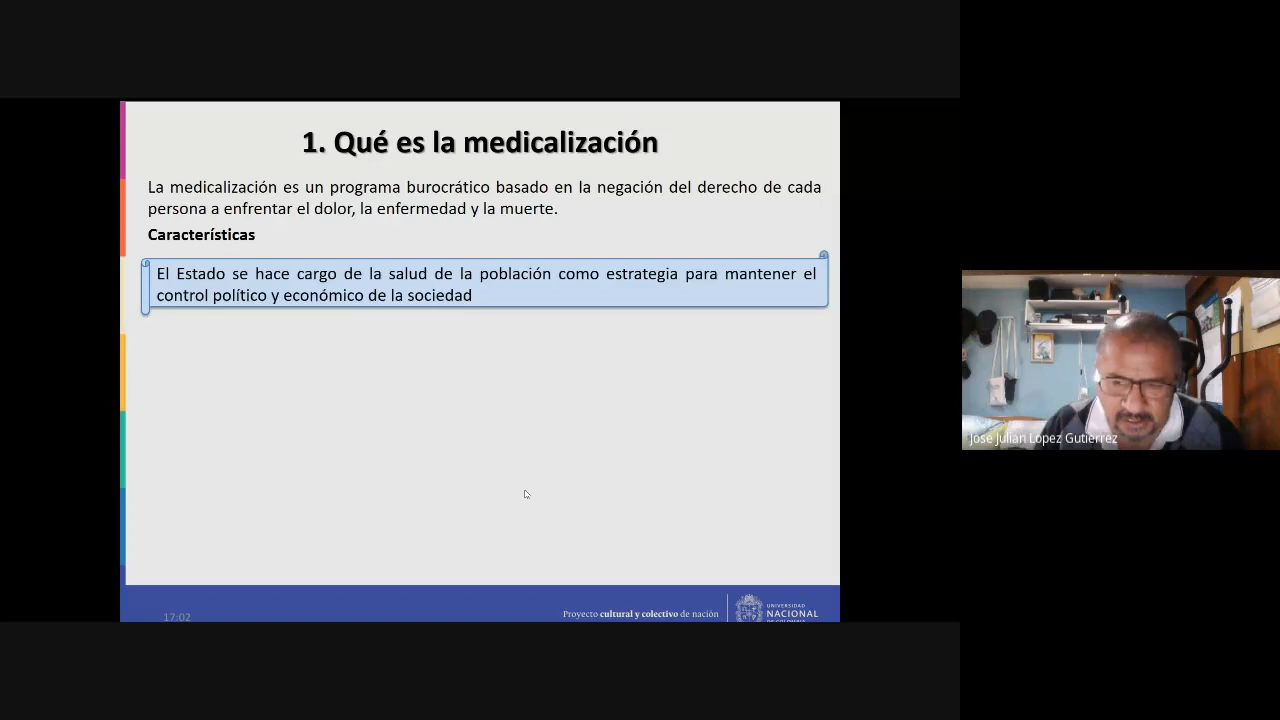 1. Qué es la medicalización
La medicalización es un programa burocrático basado en la negación del derecho de cada
persona a enfrentar el dolor, la enfermedad y la muerte.
Características
El Estado se hace cargo de la salud de la población como estrategia para mantener el
control político y económico de la sociedad
Jose Julian Lopez Gutierrez
17:02
Proyecto cultural y colectivo de nación
UNIVERSIDAD
NACIONAL
DE COLOMBIA